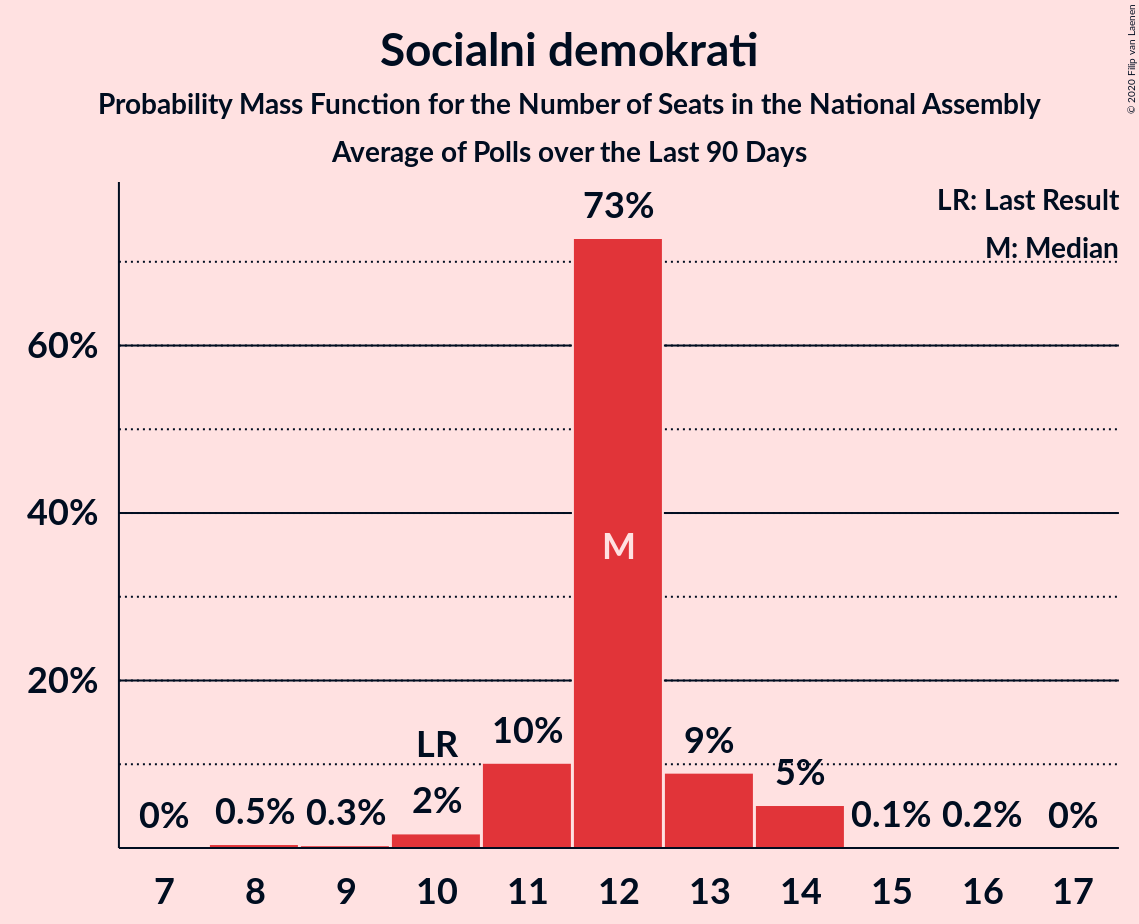 Socialni demokrati
Probability Mass Function for the Number of Seats in the National Assembly
Average of Polls over the Last 90 Days
© 2020 Filip van Laenen
LR: Last Result
M: Median
73%
60%
40%
M
20%
LR
10%
9%
5%
0%
0.5%
0.3%
2%
0.1%
0.2%
0%
7 8 9 10 11 12 13 14 15 16 17